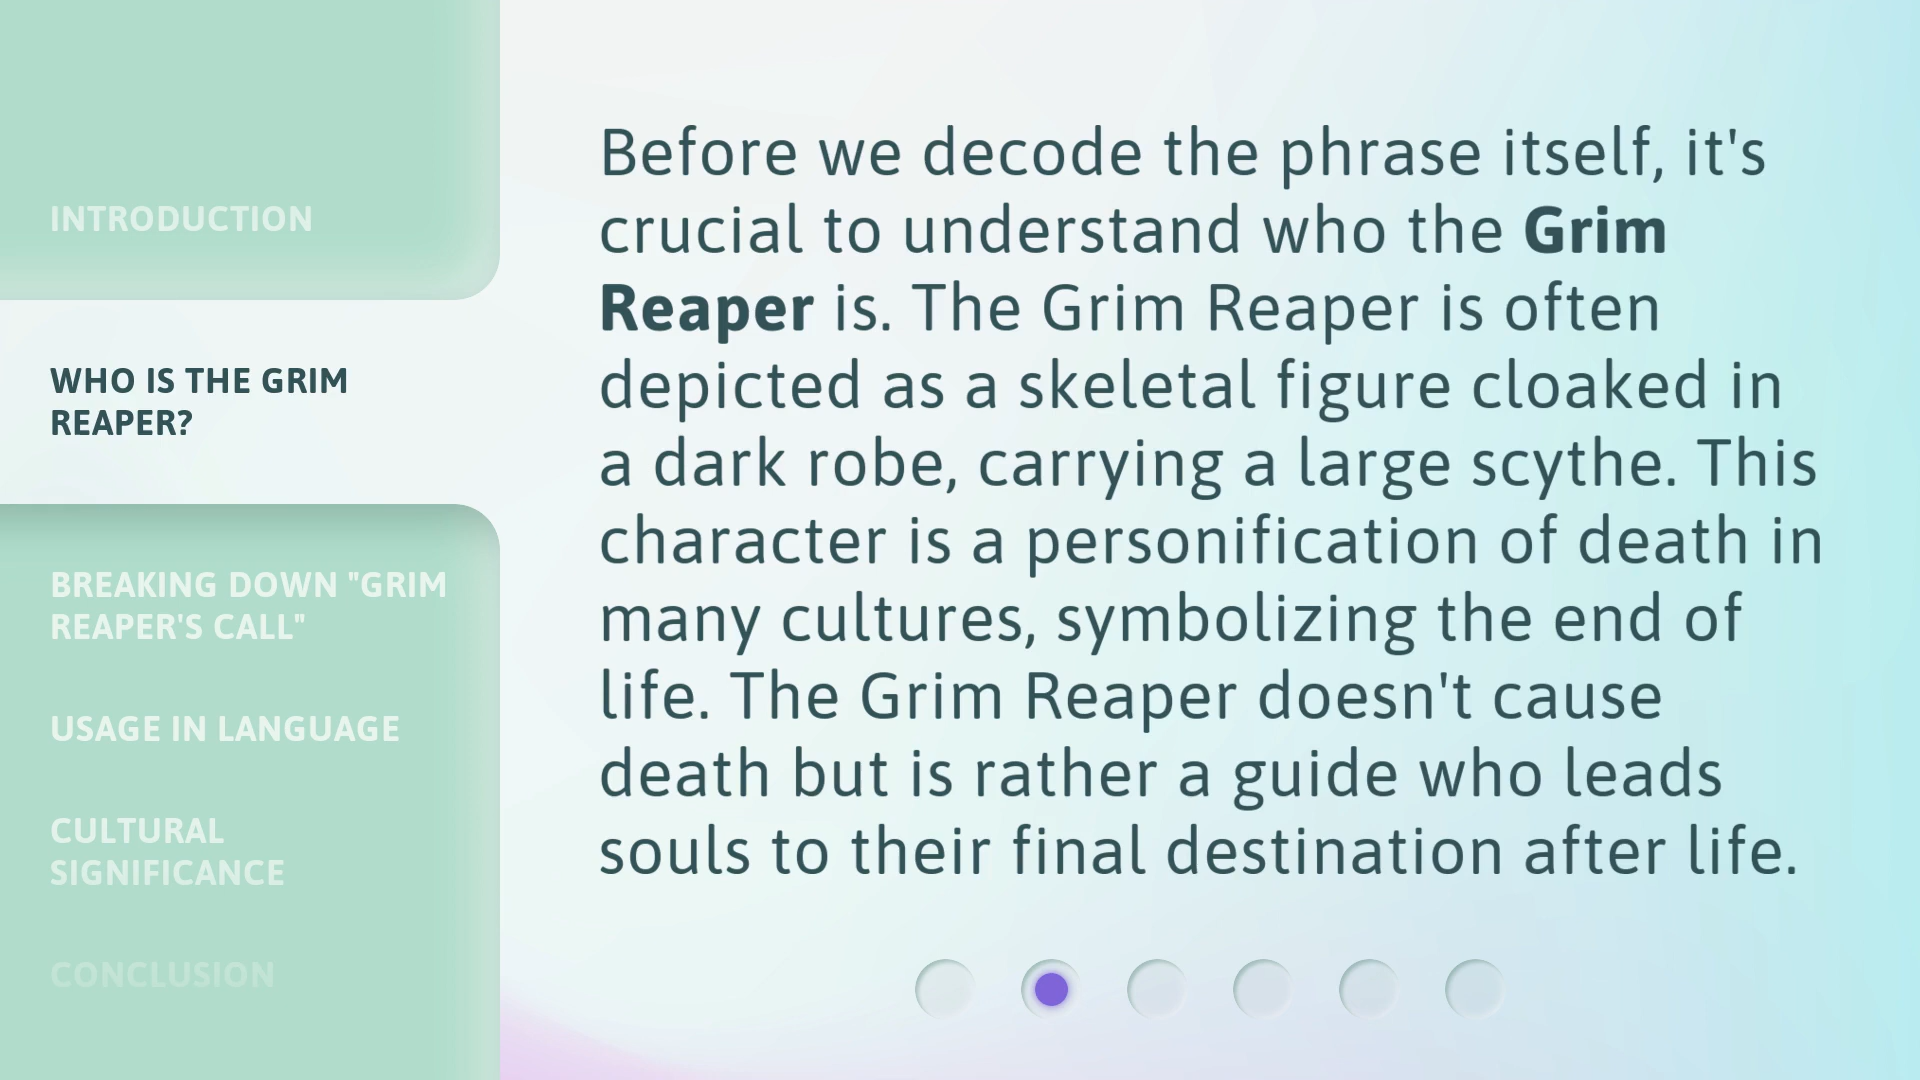 INTRODUCTION
WHO IS THE GRIM
REAPER?
BREAKING DOWN "GRIM
REAPER'S CALL"
USAGE IN LANGUAGE
CULTURAL
SIGNIFICANCE
CONCLUSION
Before we decode the phrase itself, it's
crucial to understand who the Grim
Reaper is. The Grim Reaper is often
depicted as a skeletal figure cloaked in
a dark robe, carrying a large scythe. This
character is a personification of death in
many cultures, symbolizing the end of
life. The Grim Reaper doesn't cause
death but is rather a guide who leads
souls to their final destination after life.